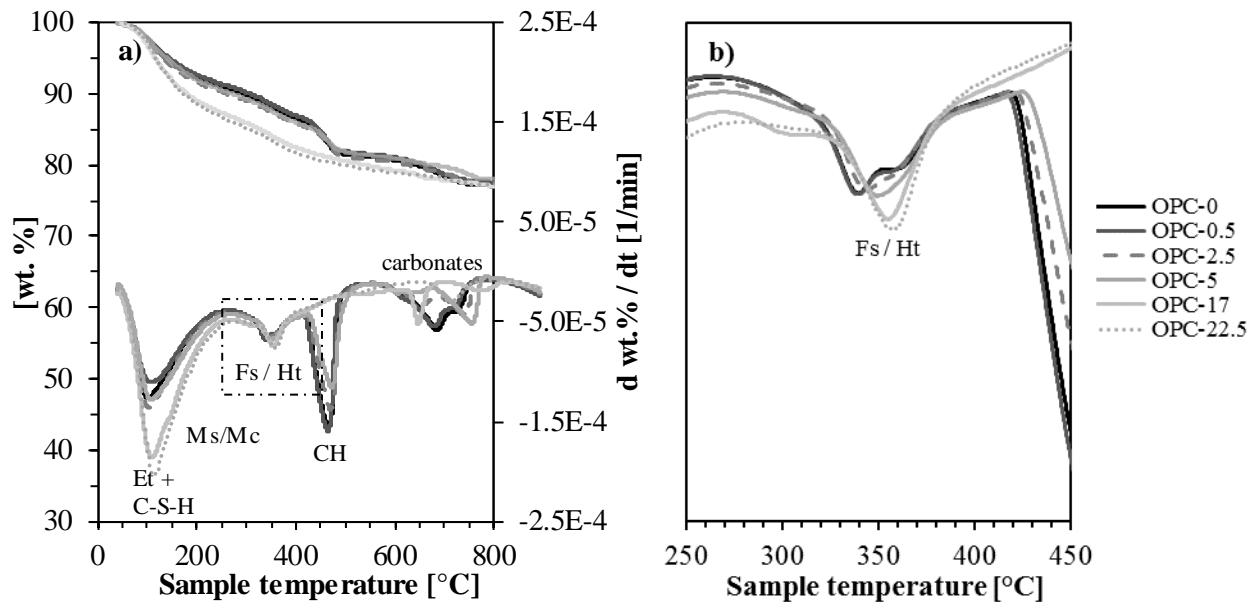 a)
100
90
80
70
60
50
40
30
[wt. %]
2.5E-4
1.5E-4
5.0E-5
-5.0E-5
-1.5E-4
-2.5E-4
d wt.% / dt [1/min]
carbonates
Fs / Ht
Ms/Mc
CH
Et +
C-S-H
0
200
400
600
800
Sample temperature [°C]
b)
Fs / Ht
250
300
350
400
450
Sample temperature [°C]
OPC-0
OPC-0.5
OPC-2.5
OPC-5
OPC-17
OPC-22.5